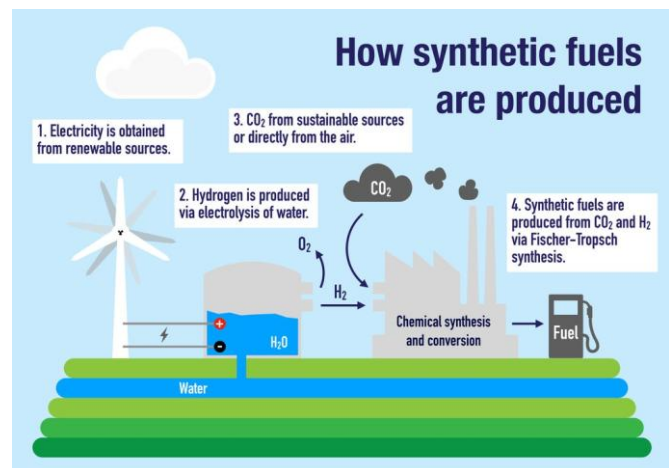 How synthetic fuels
are produced
1. Electricity is obtained
from renewable sources.
2. Hydrogen is produced
via electrolysis of water.
3. CO₂ from sustainable sources
or directly from the air.
CO₂
4. Synthetic fuels are
produced from CO₂ and H₂
via Fischer-Tropsch
synthesis.
O₂
H₂
+
-
H₂O
Chemical synthesis
and conversion
Fuel
Water